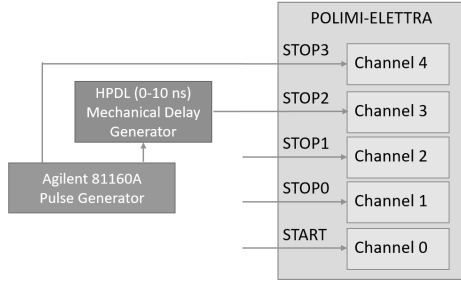 POLIMI-ELETTRA
STOP3
Channel 4
HPDL (0-10 ns)
Mechanical Delay
Generator
STOP2
Channel 3
STOP1
Channel 2
Agilent 81160A
Pulse Generator
STOP0
Channel 1
START
Channel 0